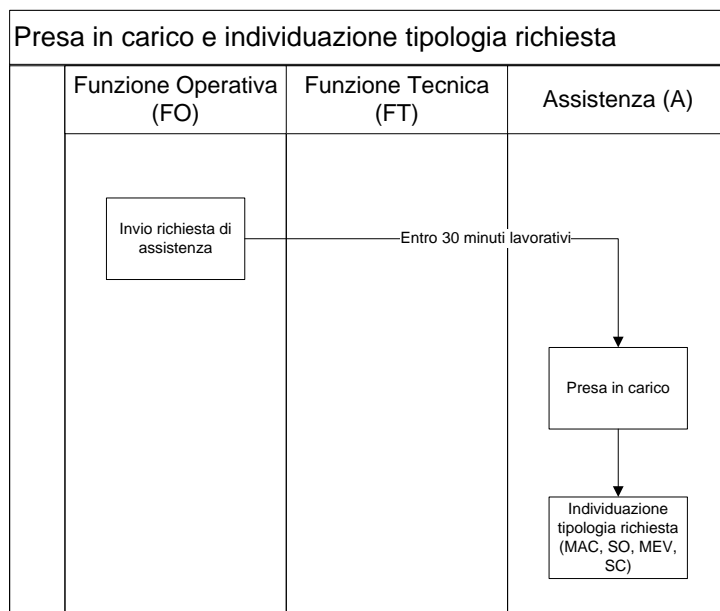 Presa in carico e individuazione tipologia richiesta
Funzione Operativa
(FO)
Funzione Tecnica
(FT)
Assistenza (A)
Invio richiesta di
assistenza
Entro 30 minuti lavorativi
Presa in carico
Individuazione
tipologia richiesta
(MAC, SO, MEV,
SC)